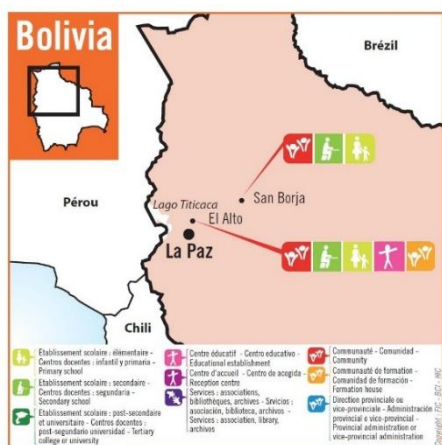 Bolivia
Brézil
Pérou
Lago Titicaca
San Borja
El Alto
La Paz
Chili
Etablissement scolaire : élémentaire -
Centros docentes : infantil y primaria -
Primary school
Etablissement scolaire : secondaire -
Centros docentes : segundaria -
Secondary school
Etablissement scolaire : post-secondaire
et universitaire - Centros docentes :
post-segundario universidad - Tertiary
college or university
Centre éducatif - Centro educativo -
Educational establishment
Centre d'accueil - Centro de acogida -
Reception centre
Services : associations,
bibliothèques, archives - Servicios :
asociación, biblioteca, archivos -
Services : association, library,
archives
Communauté - Comunidad -
Community
Communauté de formation -
Comunidad de formación -
Formation house
Direction provinciale ou
vice-provinciale - Administración
provincial o vice-provincial -
Provincial administration or
vice-provincial administration